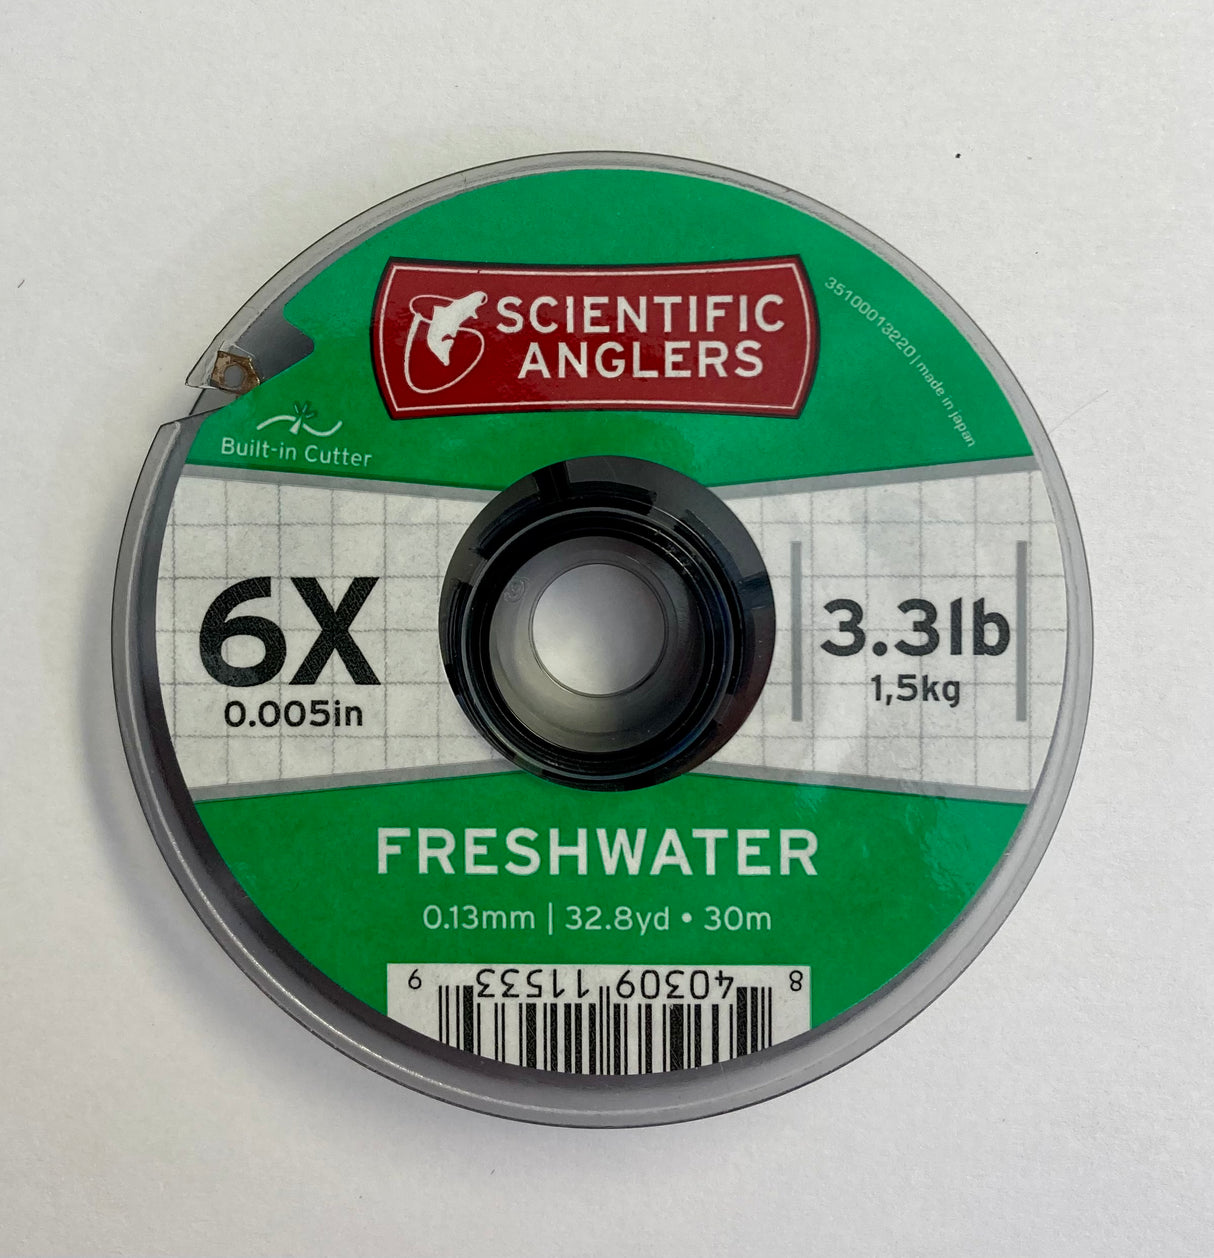 SCIENTIFIC
ANGLERS
35100013220 | made in japan
Built-in Cutter
6X
0.005in
3.3lb
1,5kg
FRESHWATER
0.13mm | 32.8yd • 30m
8 40309 11533 9